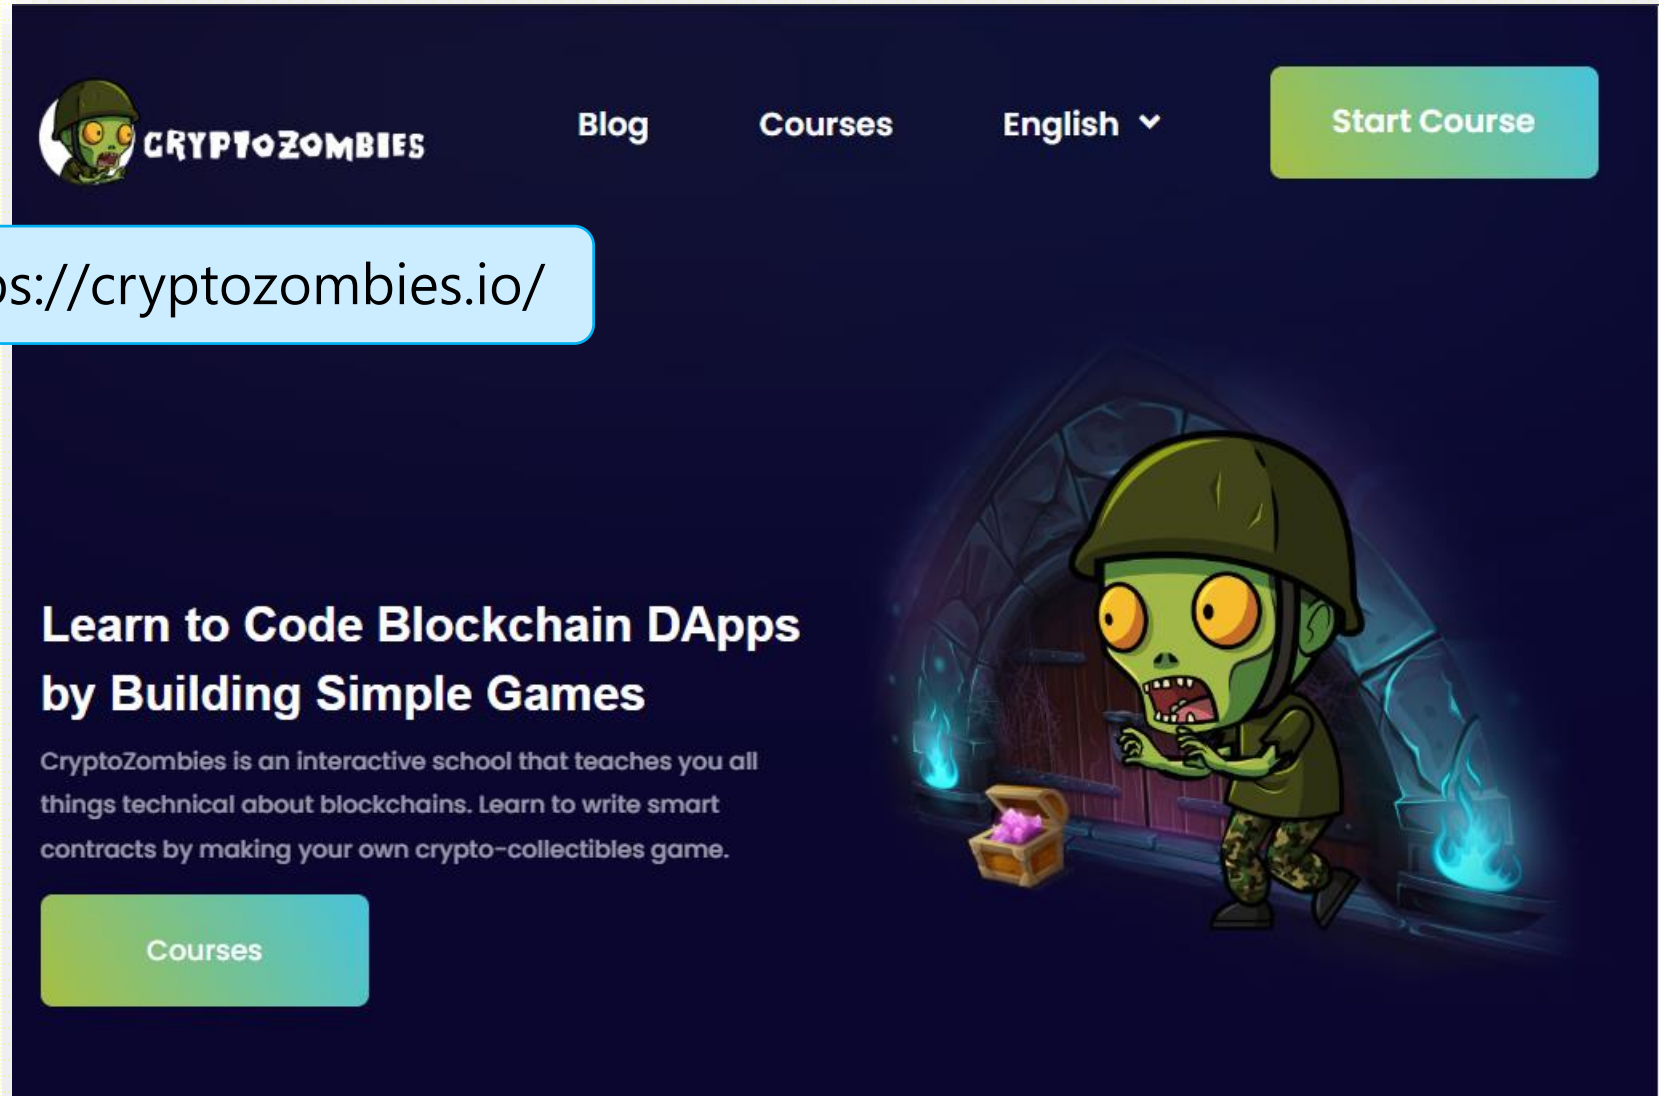 CRYPTOZOMBIES
Blog
Courses
English
Start Course
ps://cryptozombies.io/
Learn to Code Blockchain DApps
by Building Simple Games
CryptoZombies is an interactive school that teaches you all
things technical about blockchains. Learn to write smart
contracts by making your own crypto-collectibles game.
Courses